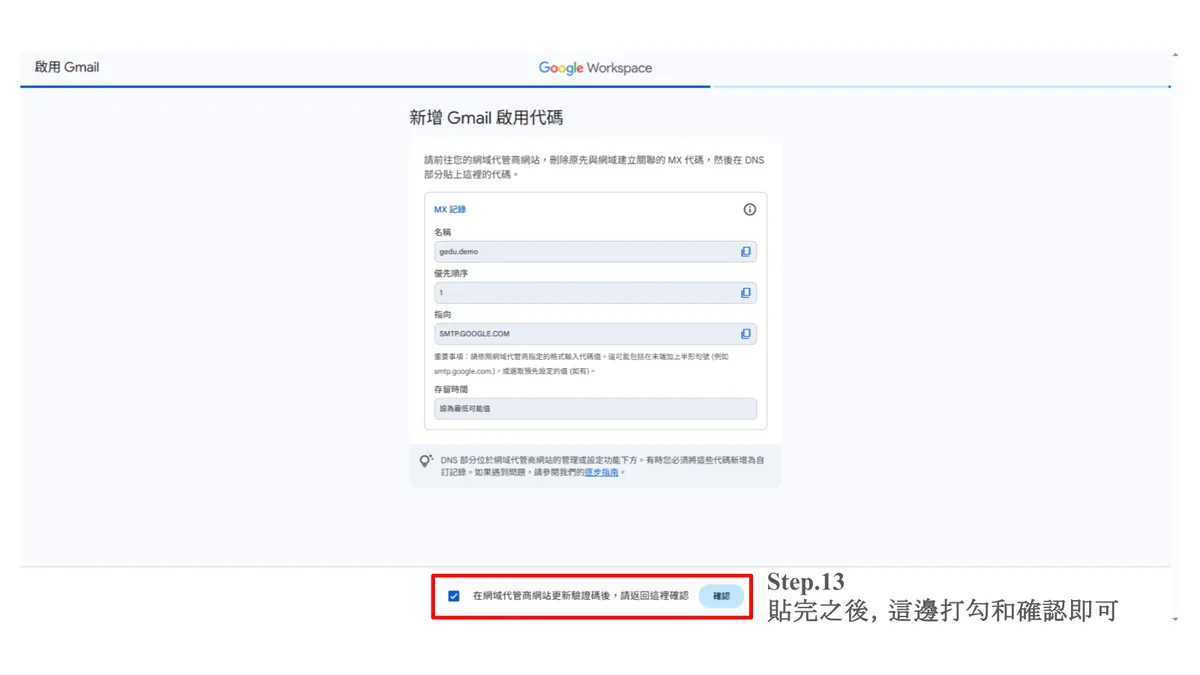 啟用 Gmail
Google Workspace
新增 Gmail 啟用代碼
請前往您的網域代管商網站，刪除原先與網域建立關聯的 MX 代碼，然後在 DNS
部分貼上這裡的代碼。
MX 記錄
名稱
gedu.demo
優先順序
1
指向
SMTP.GOOGLE.COM
重要事項：請依照網域代管商指定的格式輸入代碼值。這可能包括在末端加上半形句號 (例如
smtp.google.com.)，或選取預先設定的值 (如有)。
存留時間
設為最低可能值
DNS 部分位於網域代管商網站的管理或設定功能下方。有時您必須將這些代碼新增為自
訂記錄。如果遇到問題，請參閱我們的逐步指南。
在網域代管商網站更新驗證碼後，請返回這裡確認
確認
Step.13
貼完之後, 這邊打勾和確認即可